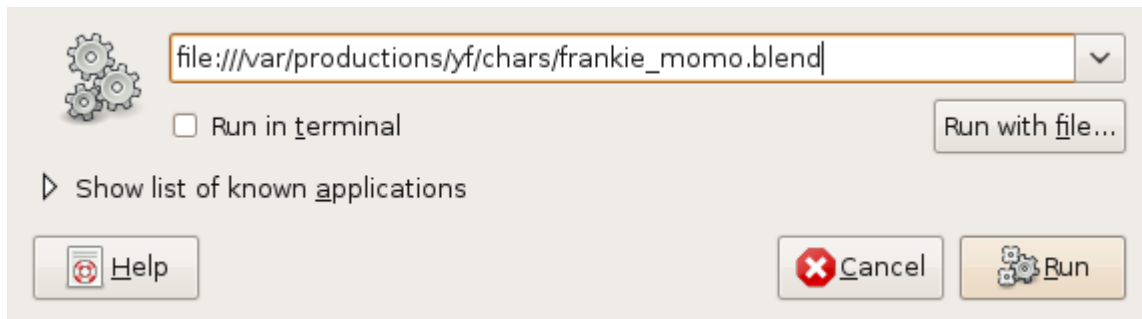 file:///var/productions/yf/chars/frankie_momo.blend
Run in terminal
Run with file...
Show list of known applications
Help
Cancel
Run